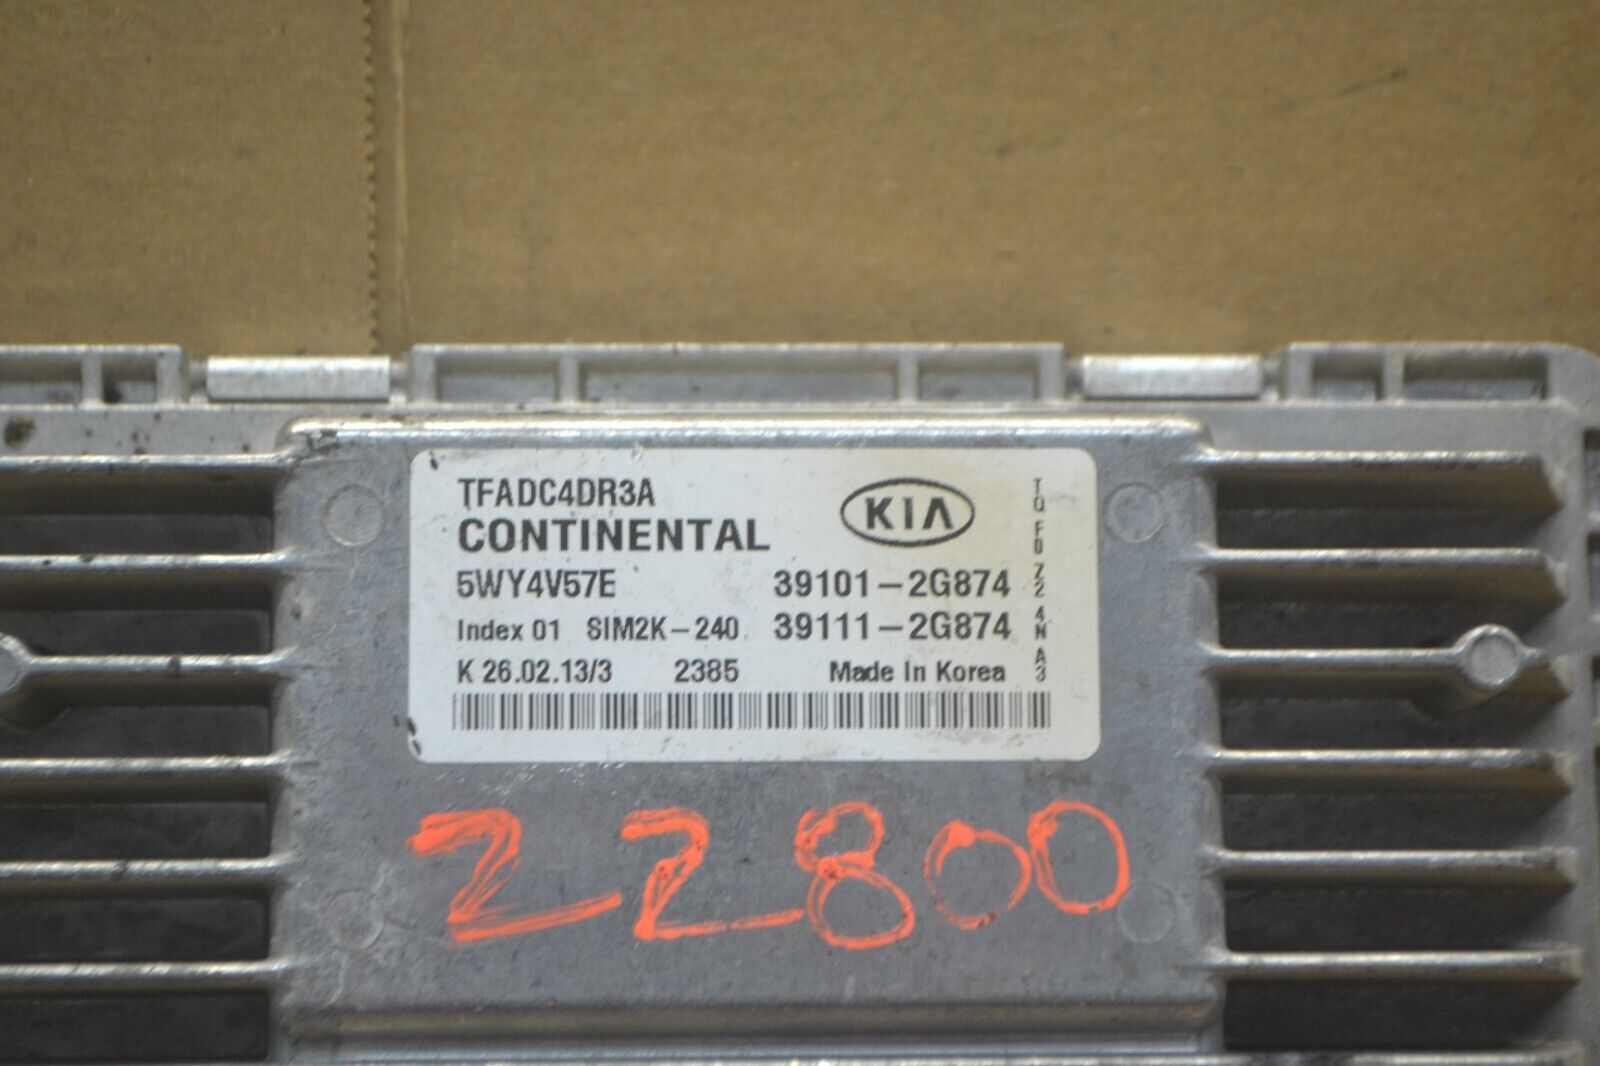 TFADC4DR3A
CONTINENTAL
KIA
5WY4V57E 39101-2G874
Index 01 SIM2K-240 39111-2G874
K 26.02.13/3 2385 Made In Korea
22800